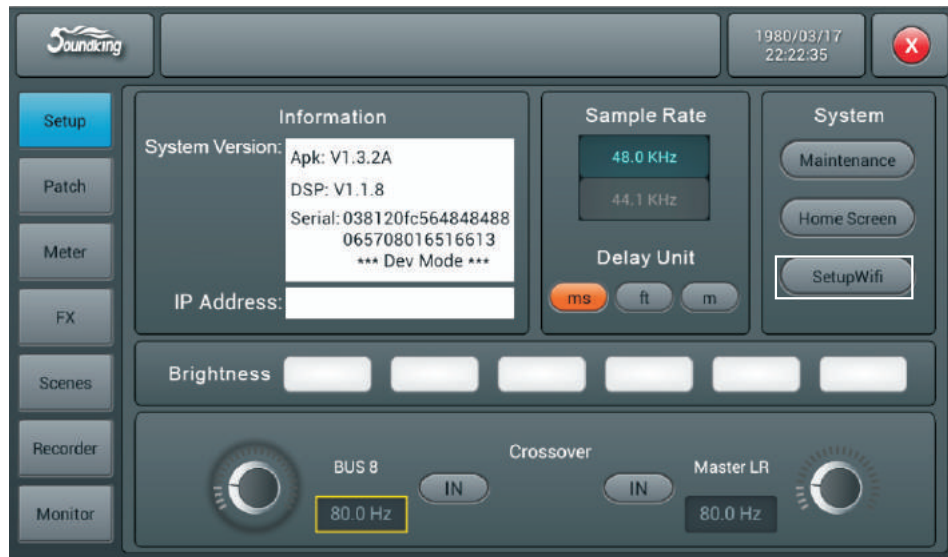 Soundking
1980/03/17
22:22:35
X
Setup
Patch
Meter
FX
Scenes
Recorder
Monitor
Information
System Version:
Apk: V1.3.2A
DSP: V1.1.8
Serial: 038120fc564848488
065708016516613
*** Dev Mode ***
IP Address:
Sample Rate
48.0 KHz
44.1 KHz
Delay Unit
ms ft m
System
Maintenance
Home Screen
SetupWifi
Brightness
Crossover
BUS 8
IN
80.0 Hz
IN
Master LR
80.0 Hz